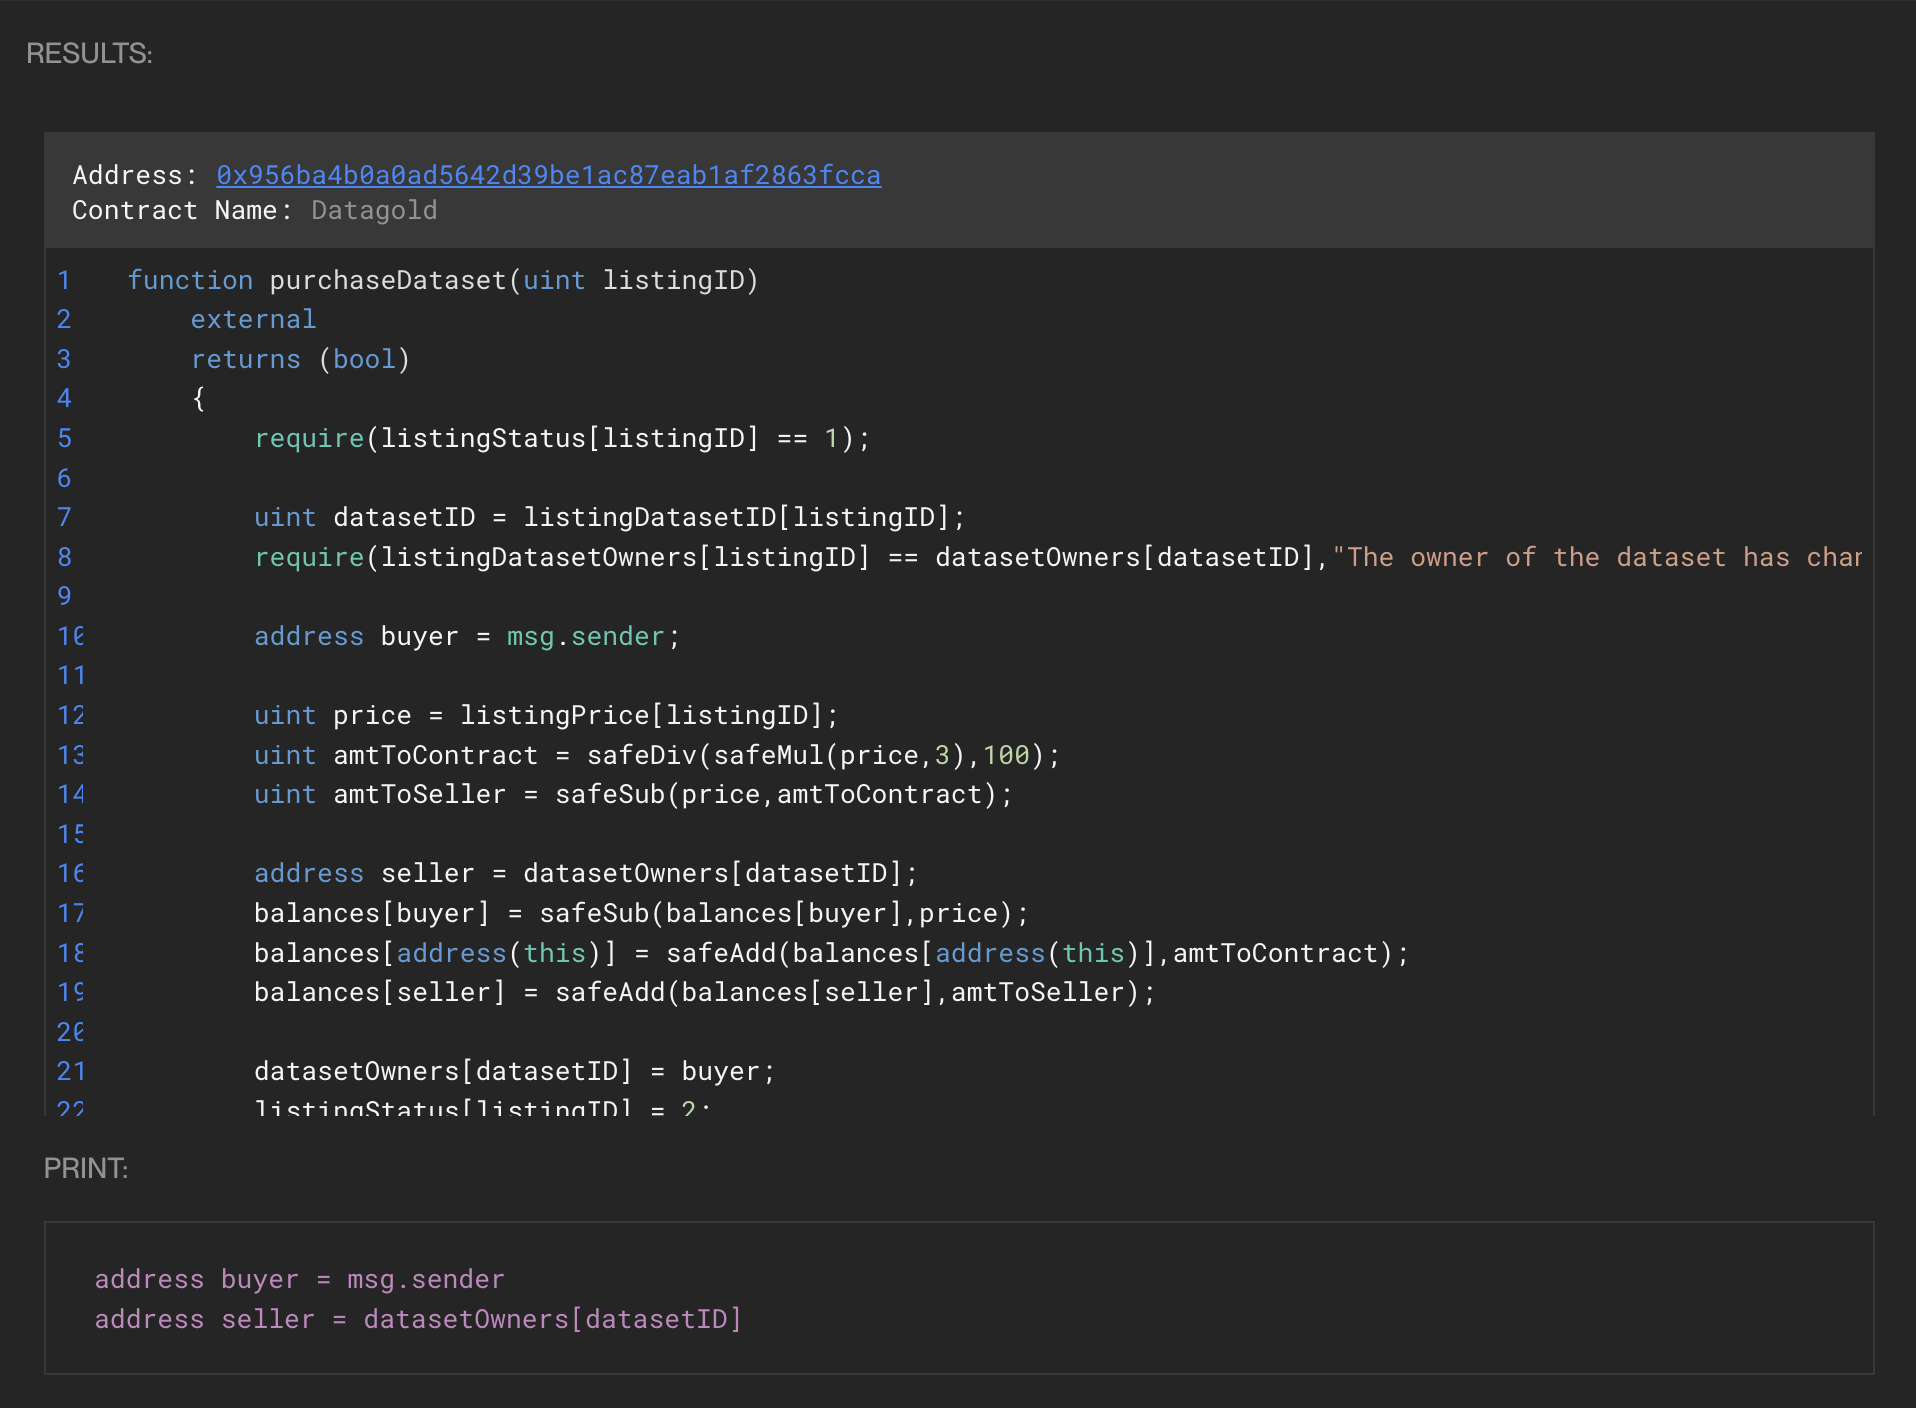 RESULTS:
Address: 0x956ba4b0a0ad5642d39be1ac87eab1af2863fcca
Contract Name: Datagold
1 function purchaseDataset(uint listingID)
2 external
3 returns (bool)
4 {
5 require(listingStatus[listingID] == 1);
6
7 uint datasetID = listingDatasetID[listingID];
8 require(listingDatasetOwners[listingID] == datasetOwners[datasetID],"The owner of the dataset has
9
10 address buyer = msg.sender;
11
12 uint price = listingPrice[listingID];
13 uint amtToContract = safeDiv(safeMul(price,3),100);
14 uint amtToSeller = safeSub(price,amtToContract);
15
16 address seller = datasetOwners[datasetID];
17 balances[buyer] = safeSub(balances[buyer],price);
18 balances[address(this)] = safeAdd(balances[address(this)],amtToContract);
19 balances[seller] = safeAdd(balances[seller],amtToSeller);
20
21 datasetOwners[datasetID] = buyer;
22 listingStatus[listingID] = 2;
PRINT:
address buyer = msg.sender
address seller = datasetOwners[datasetID]